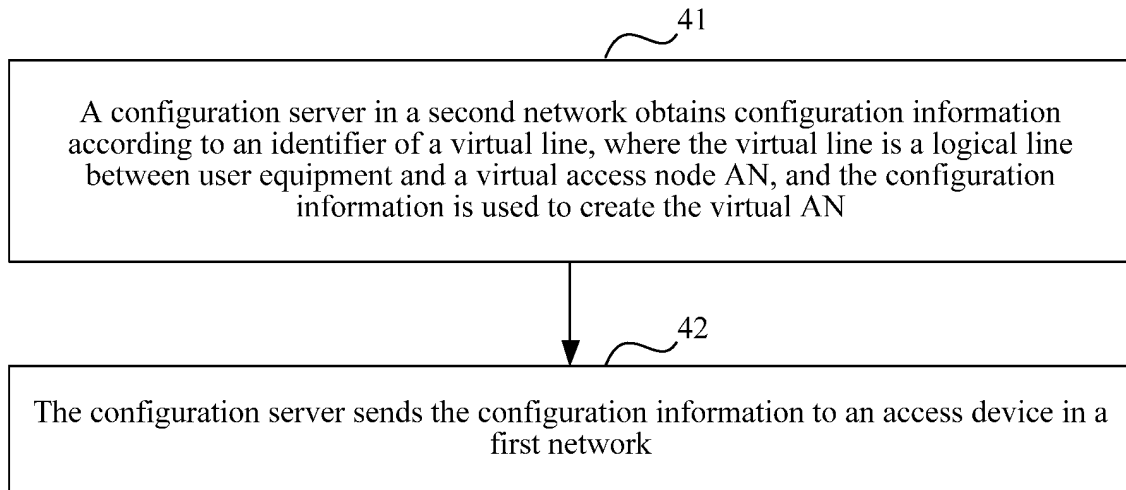 41
A configuration server in a second network obtains configuration information
according to an identifier of a virtual line, where the virtual line is a logical line
between user equipment and a virtual access node AN, and the configuration
information is used to create the virtual AN
42
The configuration server sends the configuration information to an access device in a
first network